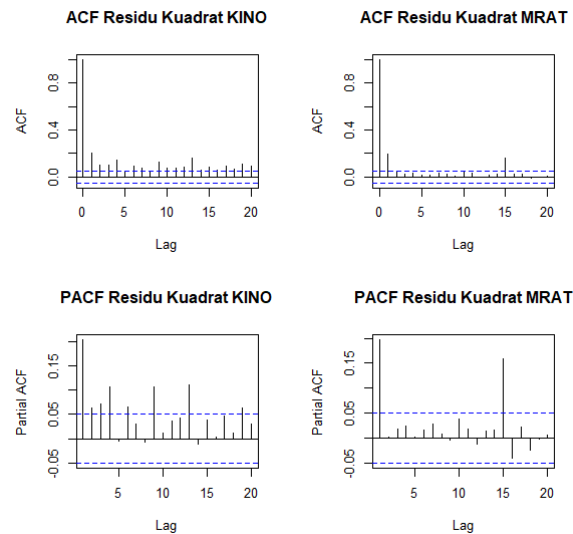 ACF Residu Kuadrat KINO
ACF Residu Kuadrat MRAT
ACF
0.0 0.4 0.8
0 5 10 15 20
Lag
ACF
0.0 0.4 0.8
0 5 10 15 20
Lag
PACF Residu Kuadrat KINO
PACF Residu Kuadrat MRAT
Partial ACF
-0.05 0.05 0.15
5 10 15 20
Lag
Partial ACF
-0.05 0.05 0.15
5 10 15 20
Lag